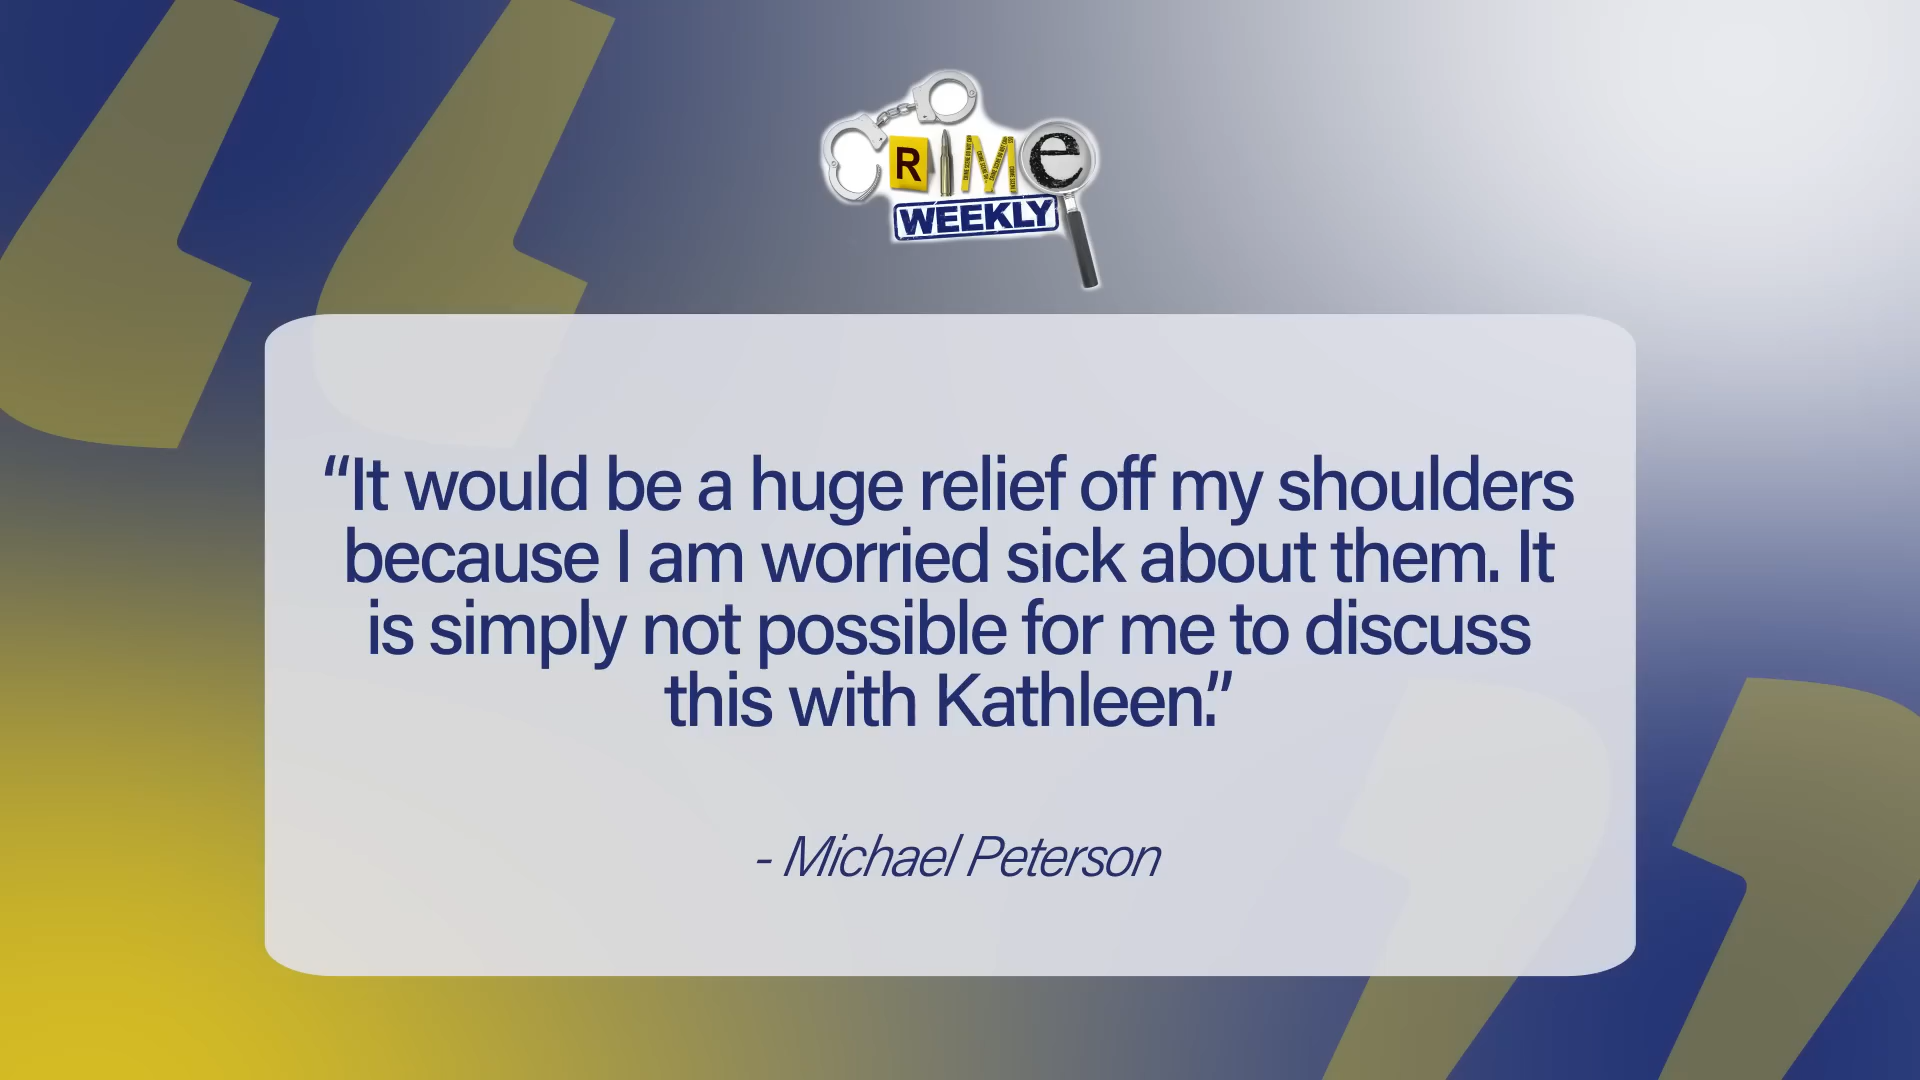 CRIMe
WEEKLY
“It would be a huge relief off my shoulders
because I am worried sick about them. It
is simply not possible for me to discuss
this with Kathleen.”
- Michael Peterson